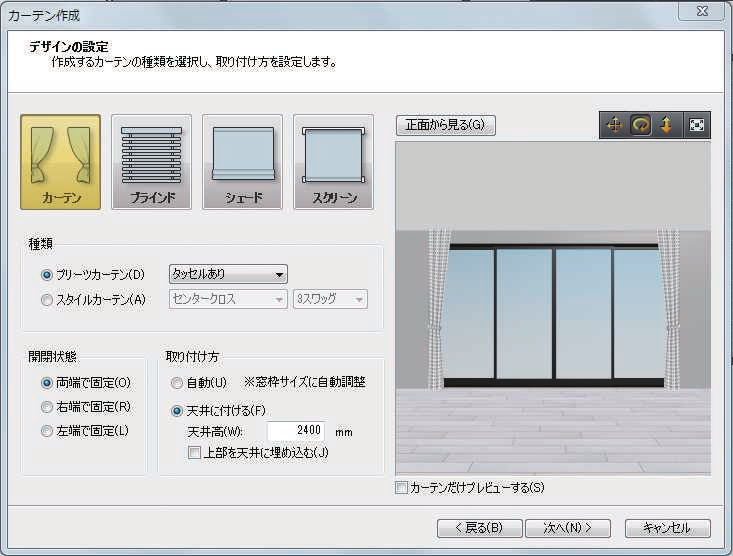 カーテン作成
デザインの設定
作成するカーテンの種類を選択し、取り付け方を設定します。
カーテン
ブラインド
シェード
スクリーン
正面から見る(G)
種類
プリーツカーテン(D)
タッセルあり
スタイルカーテン(A)
センタークロス
3スワッグ
開閉状態
両端で固定(O)
右端で固定(R)
左端で固定(L)
取り付け方
自動(U) ※窓枠サイズに自動調整
天井に付ける(F)
天井高(W): 2400 mm
上部を天井に埋め込む(J)
カーテンだけプレビューする(S)
< 戻る(B)
次へ(N) >
キャンセル